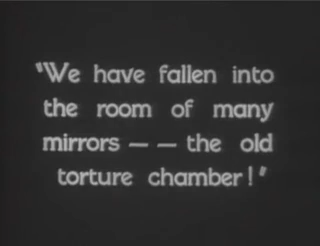 "We have fallen into
the room of many
mirrors — — the old
torture chamber!"